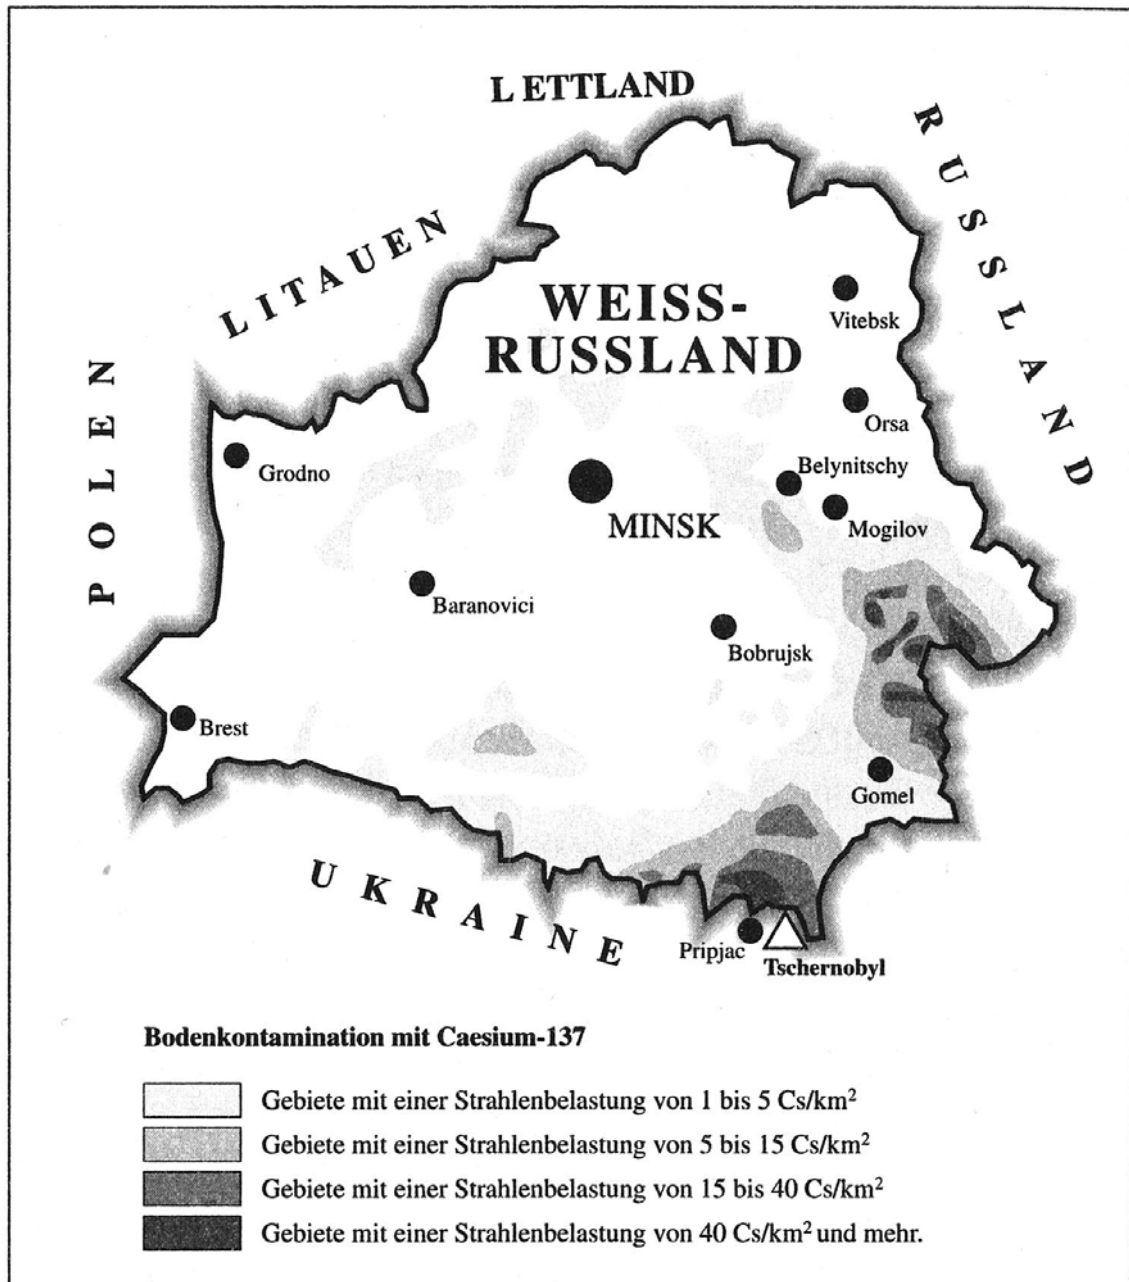 LETTLAND
RUSSLAND
LITAUEN
POLEN
WEISS-
RUSSLAND
Vitebsk
Orsa
Grodno
Belynitschy
MINSK
Mogilov
Baranovici
Bobrujsk
Brest
Gomel
UKRAINE
Pripjac
Tschernobyl
Bodenkontamination mit Caesium-137
Gebiete mit einer Strahlenbelastung von 1 bis 5 Cs/km²
Gebiete mit einer Strahlenbelastung von 5 bis 15 Cs/km²
Gebiete mit einer Strahlenbelastung von 15 bis 40 Cs/km²
Gebiete mit einer Strahlenbelastung von 40 Cs/km² und mehr.